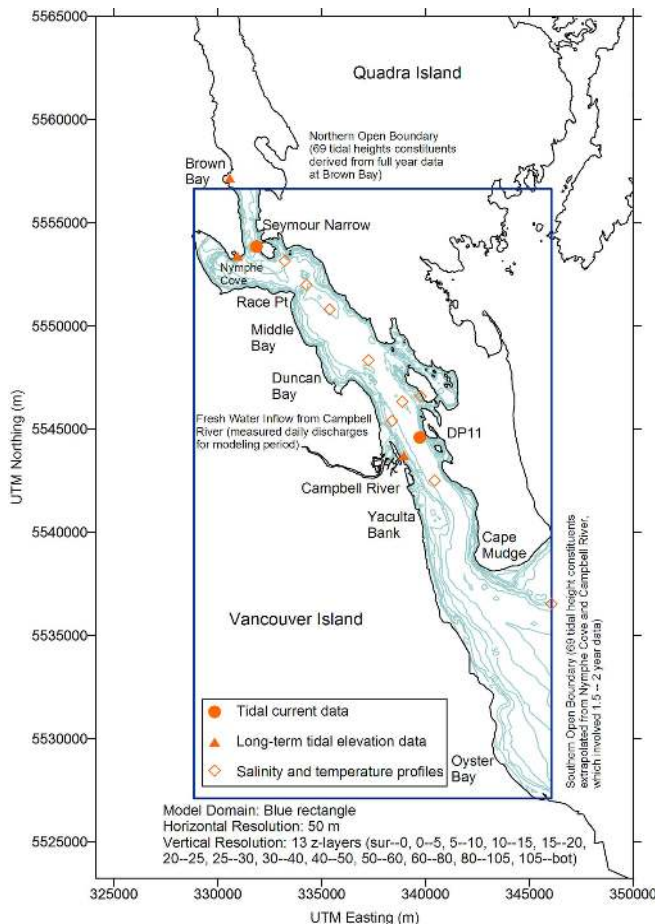 5565000
Quadra Island
5560000
Northern Open Boundary
(69 tidal heights constituents
derived from full year data
at Brown Bay)
Brown
Bay
5555000
Seymour Narrow
Nymphe
Cove
Race Pt
5550000
Middle
Bay
Duncan
Bay
Fresh Water Inflow from Campbell
River (measured daily discharges
for modeling period)
DP11
5545000
Campbell River
Yaculta
Bank
5540000
Cape
Mudge
UTM Northing (m)
Southern Open Boundary (69 tidal height constituents
extrapolated from Nymphe Cove and Campbell River,
which involved 1.5 -- 2 year data)
5535000
Vancouver Island
Tidal current data
Long-term tidal elevation data
Salinity and temperature profiles
5530000
Oyster
Bay
Model Domain: Blue rectangle
Horizontal Resolution: 50 m
Vertical Resolution: 13 z-layers (sur--0, 0--5, 5--10, 10--15, 15--20,
20--25, 25--30, 30--40, 40--50, 50--60, 60--80, 80--105, 105--bot)
5525000
325000 330000 335000 340000 345000 350000
UTM Easting (m)